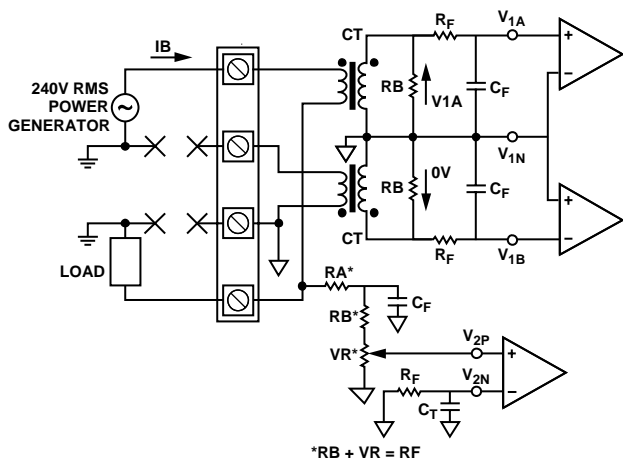 IB
CT
RF
V1A
240V RMS
POWER
GENERATOR
~
RB
V1A
CF
+
−
V1N
RB
0V
CF
+
−
CT
RF
V1B
LOAD
RA*
RB*
CF
VR*
V2P
+
RF
V2N
−
CT
*RB + VR = RF